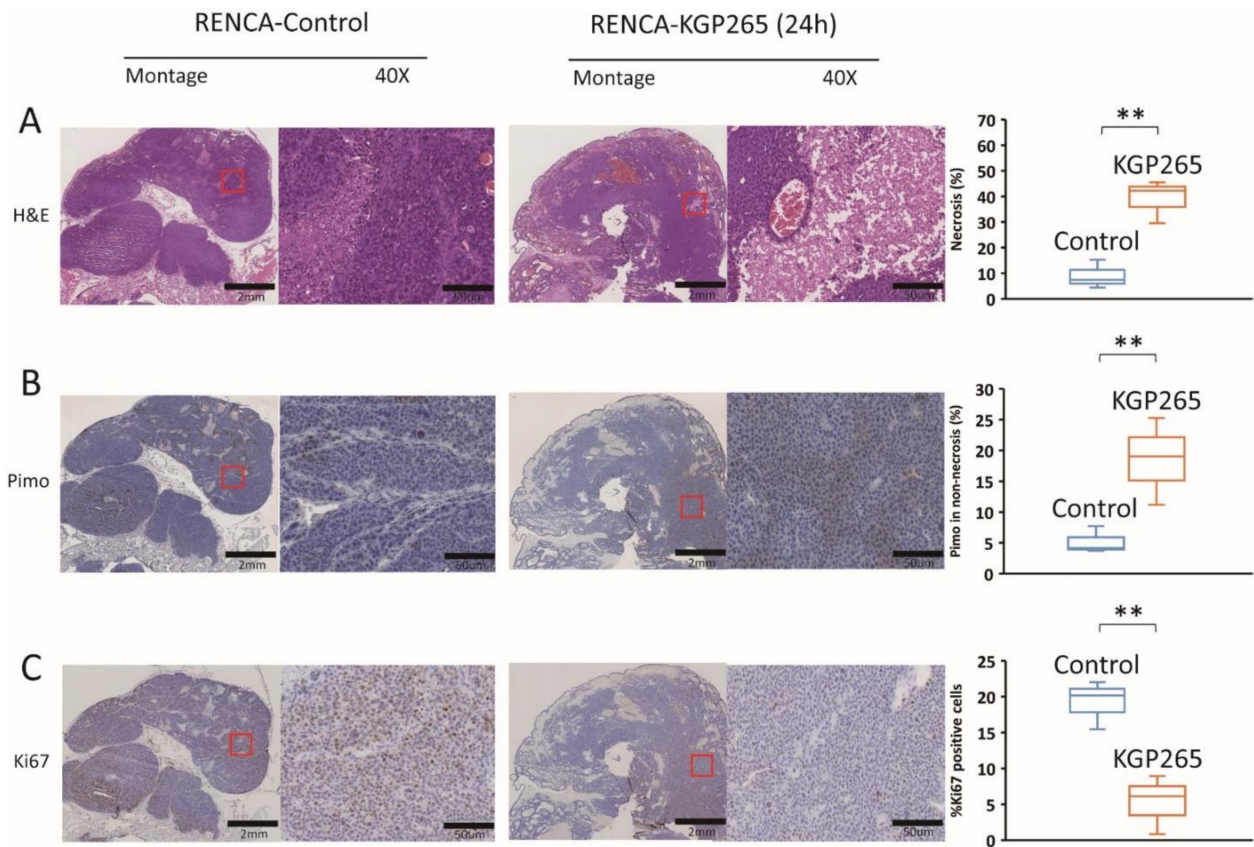 RENCA-Control RENCA-KGP265 (24h)
Montage 40X Montage 40X
A
H&E
2mm 50um 2mm 50um
Necrosis (%)
70
60
50
40
30
20
10
0
**
KGP265
Control
B
Pimo
2mm 50um 2mm 50um
Pimo in non-necrosis (%)
30
25
20
15
10
5
0
**
KGP265
Control
C
Ki67
2mm 50um 2mm 50um
%Ki67 positive cells
25
20
15
10
5
0
**
Control
KGP265